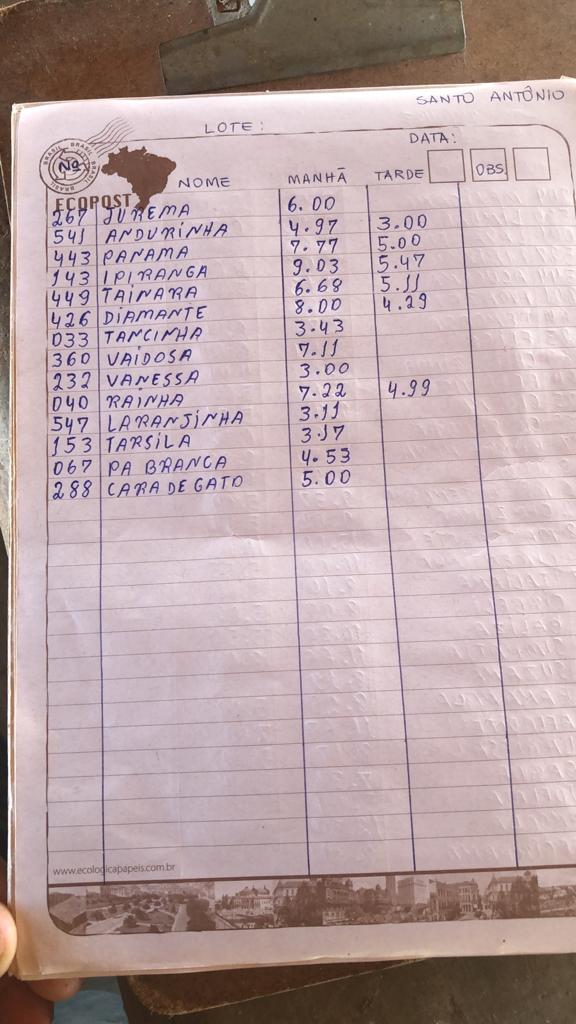 SANTO ANTÔNIO
LOTE:
DATA:
BRASIL BRASIL BRASIL
Nº NOME MANHÃ TARDE OBS
ECOPOST
267 JUREMA 6.00
541 ANDURINHA 4.97 3.00
443 PANAMA 7.77 5.00
143 IPIRANGA 9.03 5.47
449 TAINARA 6.68 5.11
426 DIAMANTE 8.00 4.29
033 TANCINHA 3.43
360 VAIDOSA 7.11
232 VANESSA 3.00
040 RAINHA 7.22 4.99
547 LARANJINHA 3.11
153 TARSILA 3.17
067 PA BRANCA 4.53
288 CARA DE GATO 5.00
www.ecologicapapeis.com.br